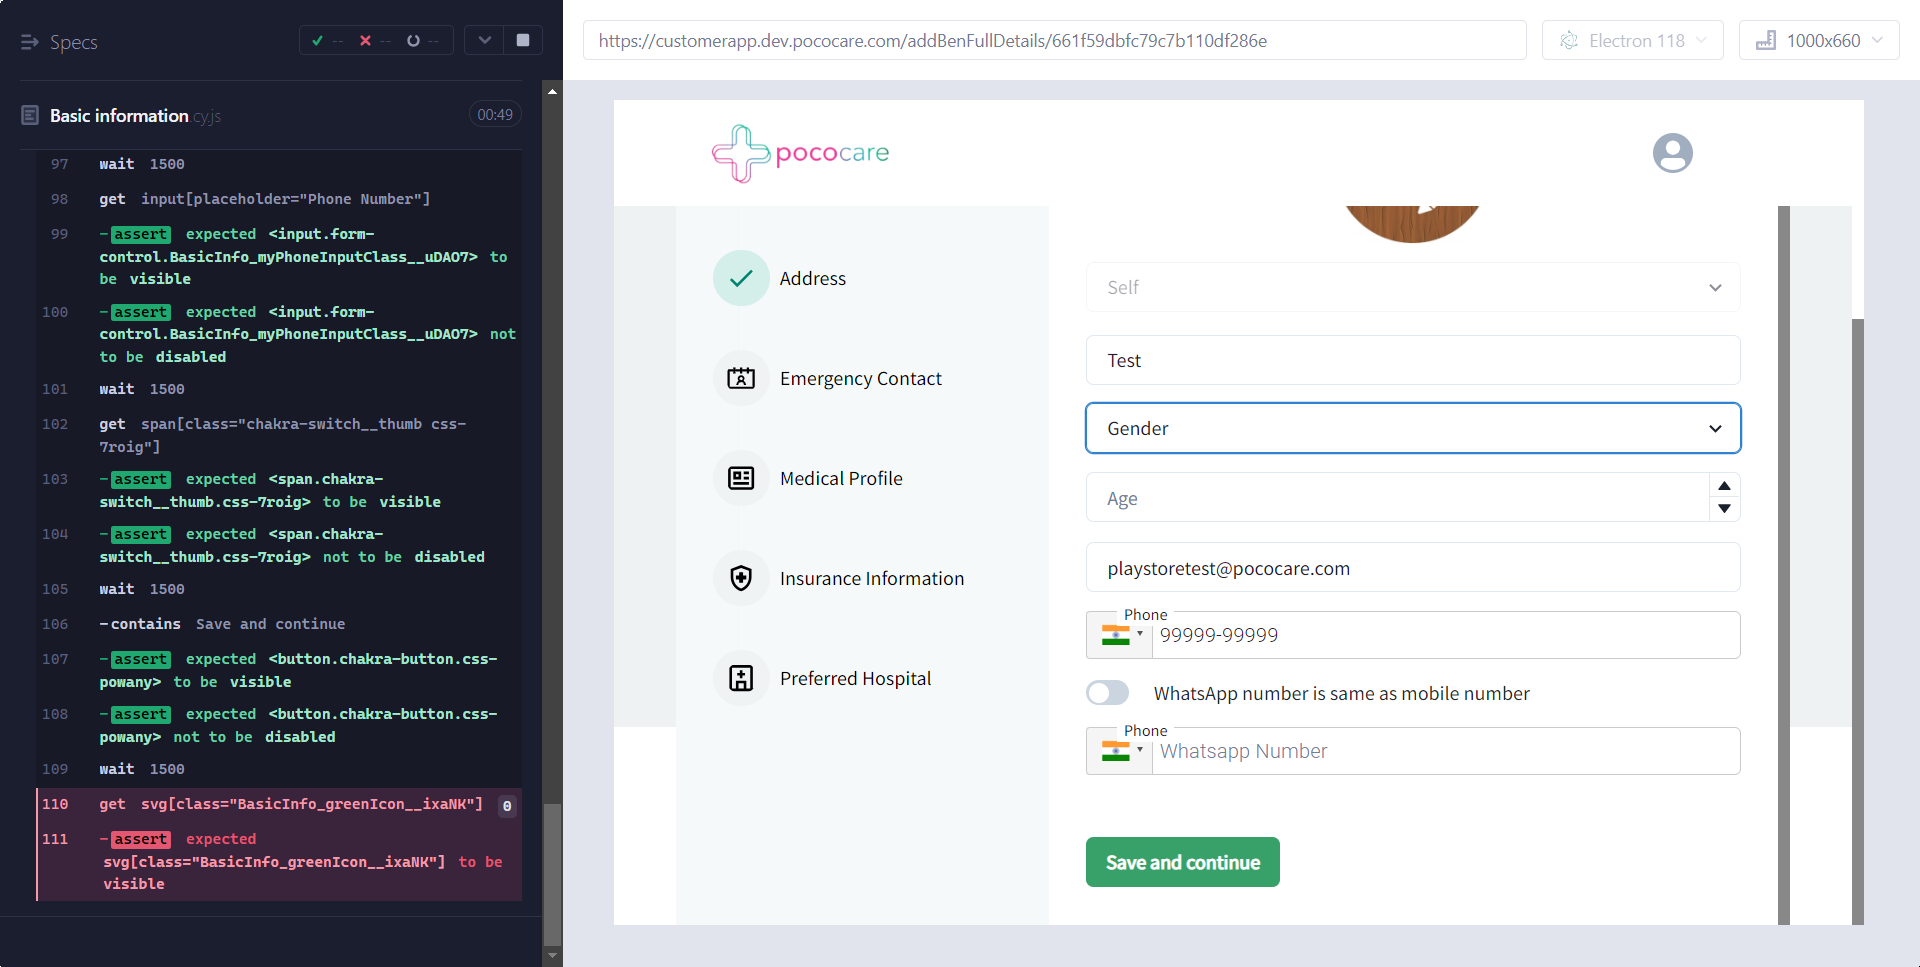 Specs
-- -- --
https://customerapp.dev.pococare.com/addBenFullDetails/661f59dbfc79c7b110df286e
Electron 118
1000x660
Basic information.cy.js
00:49
97 wait 1500
98 get input[placeholder="Phone Number"]
99 -assert expected <input.form-
control.BasicInfo_myPhoneInputClass__uDAO7> to
be visible
100 -assert expected <input.form-
control.BasicInfo_myPhoneInputClass__uDAO7> not
to be disabled
101 wait 1500
102 get span[class="chakra-switch__thumb css-
7roig"]
103 -assert expected <span.chakra-
switch__thumb.css-7roig> to be visible
104 -assert expected <span.chakra-
switch__thumb.css-7roig> not to be disabled
105 wait 1500
106 -contains Save and continue
107 -assert expected <button.chakra-button.css-
powany> to be visible
108 -assert expected <button.chakra-button.css-
powany> not to be disabled
109 wait 1500
110 get svg[class="BasicInfo_greenIcon__ixaNK"] 0
111 -assert expected
svg[class="BasicInfo_greenIcon__ixaNK"] to be
visible
pococare
Address
Emergency Contact
Medical Profile
Insurance Information
Preferred Hospital
Self
Test
Gender
Age
playstoretest@pococare.com
Phone
99999-99999
WhatsApp number is same as mobile number
Phone
Whatsapp Number
Save and continue